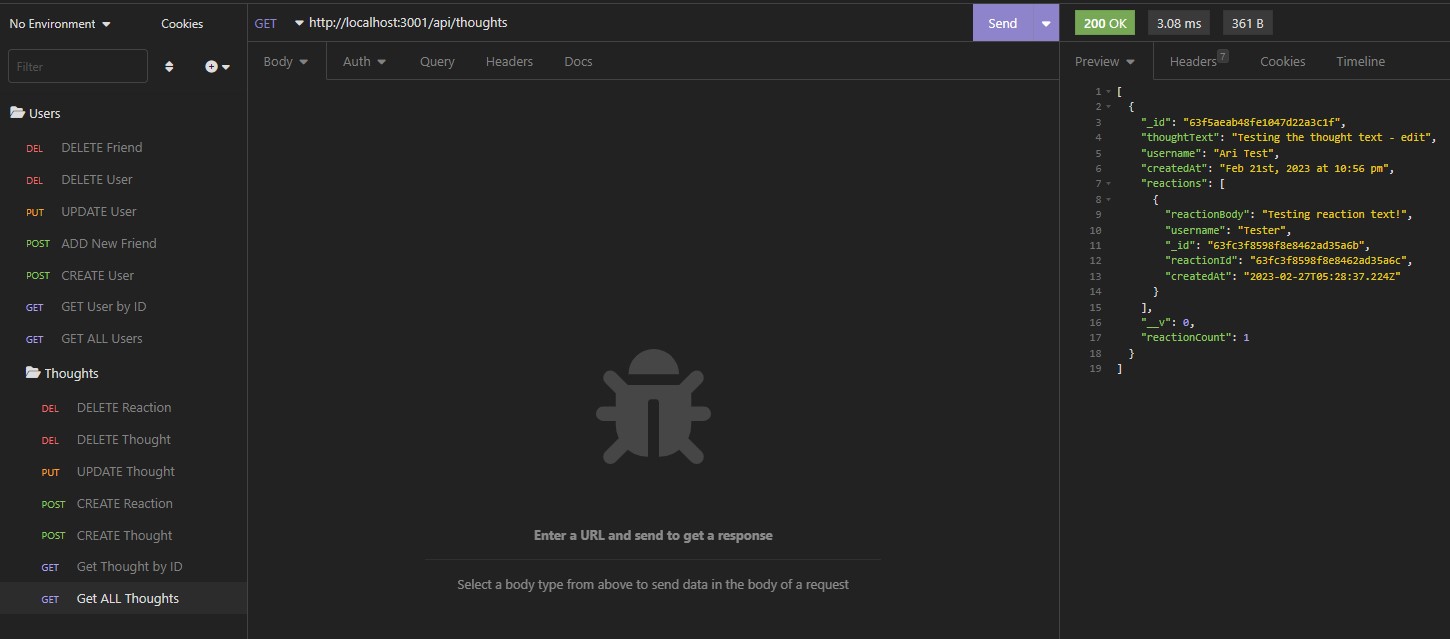 No Environment Cookies
Filter
Users
DEL DELETE Friend
DEL DELETE User
PUT UPDATE User
POST ADD New Friend
POST CREATE User
GET GET User by ID
GET GET ALL Users
Thoughts
DEL DELETE Reaction
DEL DELETE Thought
PUT UPDATE Thought
POST CREATE Reaction
POST CREATE Thought
GET Get Thought by ID
GET Get ALL Thoughts
GET http://localhost:3001/api/thoughts Send
Body Auth Query Headers Docs
Enter a URL and send to get a response
Select a body type from above to send data in the body of a request
200 OK 3.08 ms 361 B
Preview Headers 7 Cookies Timeline
1 [
2 {
3 "_id": "63f5aeab48fe1047d22a3c1f",
4 "thoughtText": "Testing the thought text - edit",
5 "username": "Ari Test",
6 "createdAt": "Feb 21st, 2023 at 10:56 pm",
7 "reactions": [
8 {
9 "reactionBody": "Testing reaction text!",
10 "username": "Tester",
11 "_id": "63fc3f8598f8e8462ad35a6b",
12 "reactionId": "63fc3f8598f8e8462ad35a6c",
13 "createdAt": "2023-02-27T05:28:37.224Z"
14 }
15 ],
16 "__v": 0,
17 "reactionCount": 1
18 }
19 ]